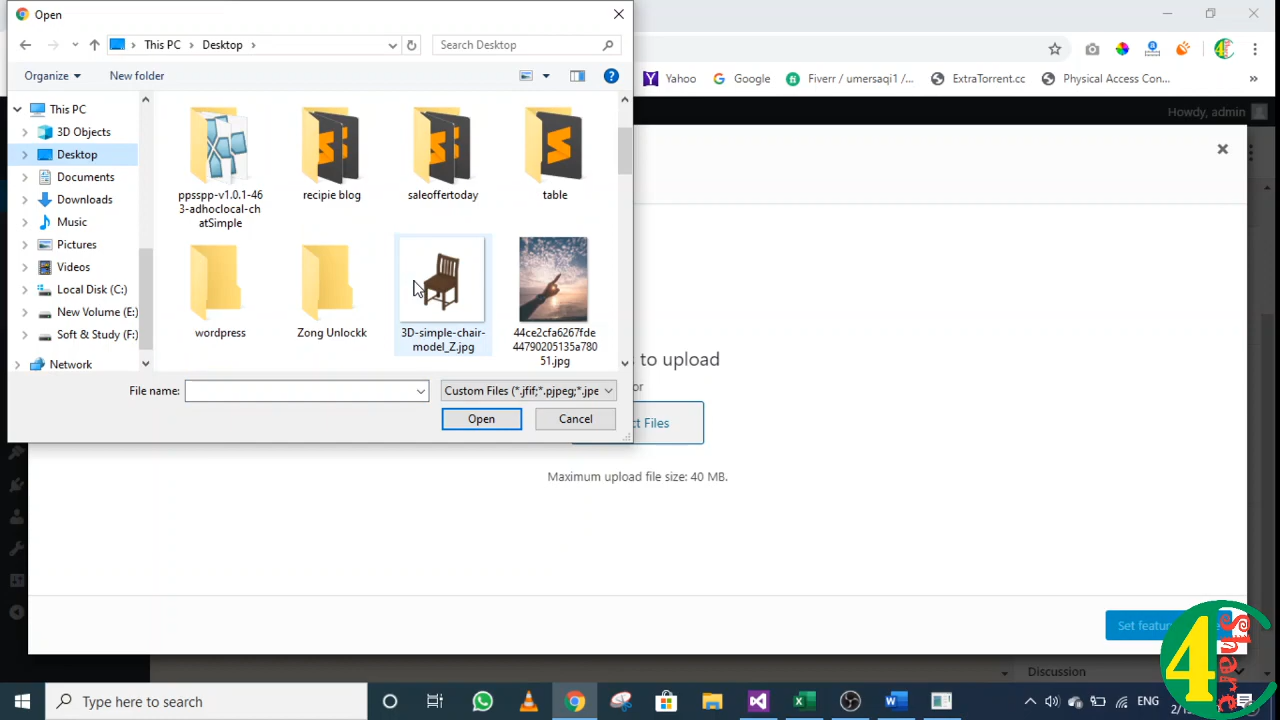 Open
This PC
Desktop
Search Desktop
Yahoo
Google
Fiverr / umersaqi1/...
ExtraTorrent.cc
Physical Access Con...
Organize
New folder
Howdy, admin
This PC
3D Objects
Desktop
Documents
Downloads
Music
Pictures
Videos
Local Disk (C:)
New Volume (E:)
Soft & Study (F:)
Network
ppsspp-v1.0.1-46
3-adhoclocal-ch
atSimple
recipie blog
saleoffertoday
table
wordpress
Zong Unlockk
3D-simple-chair-
model_Z.jpg
44ce2cfa6267fde
44790205135a780
51.jpg
File name:
Custom Files (*.jfif;*.pjpeg;*.jpe
Open
Cancel
to upload
or
Files
Maximum upload file size: 40 MB.
Set featu
Discussion
4
Share
Type here to search
ENG